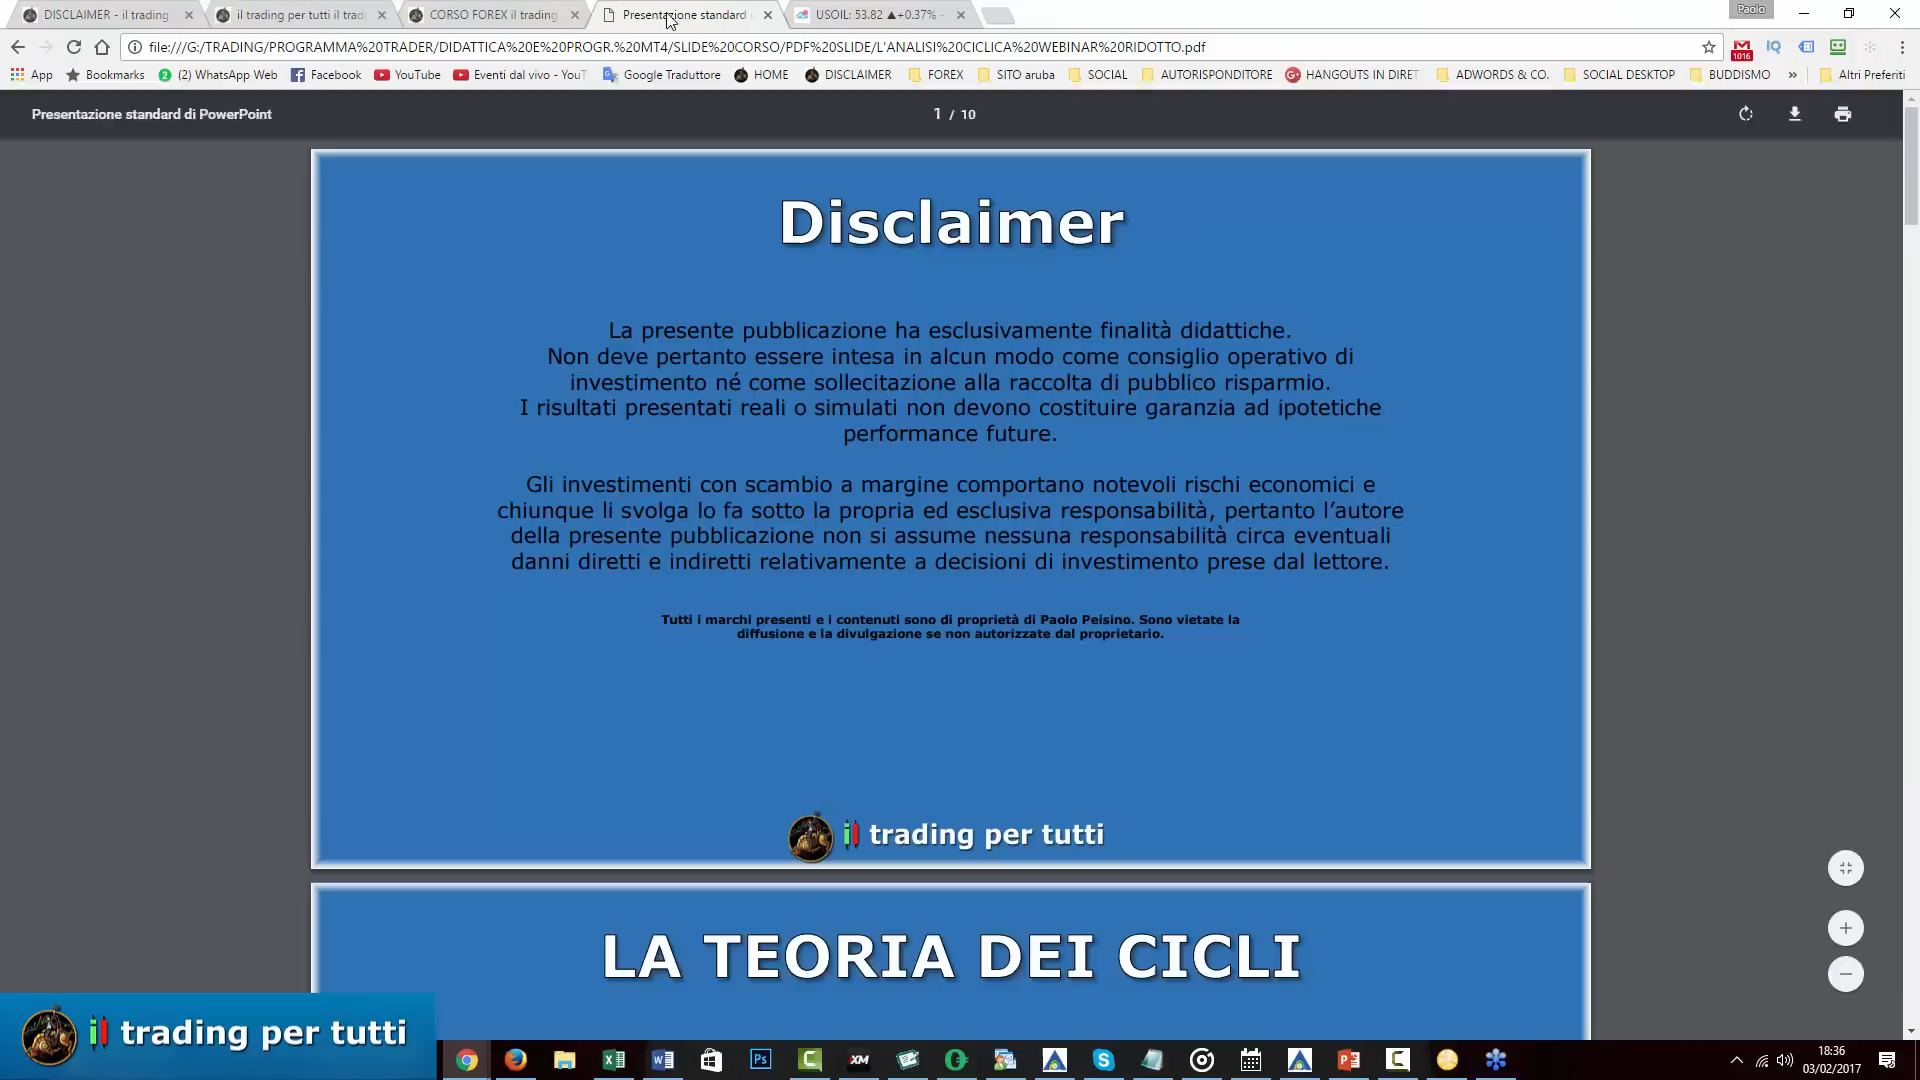 DISCLAIMER - il trading
il trading per tutti il trad
CORSO FOREX il trading
Presentazione standard
USOIL: 53.82 ▲+0.37% -
Paolo
file:///G:/TRADING/PROGRAMMA%20TRADER/DIDATTICA%20E%20PROGR.%20MT4/SLIDE%20CORSO/PDF%20SLIDE/L'ANALISI%20CICLICA%20WEBINAR%20RIDOTTO.pdf
1016
IQ
App
Bookmarks
(2) WhatsApp Web
Facebook
YouTube
Eventi dal vivo - YouT
Google Traduttore
HOME
DISCLAIMER
FOREX
SITO aruba
SOCIAL
AUTORISPONDITORE
HANGOUTS IN DIRET
ADWORDS & CO.
SOCIAL DESKTOP
BUDDISMO
»
Altri Preferiti
Presentazione standard di PowerPoint
1 / 10
Disclaimer
La presente pubblicazione ha esclusivamente finalità didattiche.
Non deve pertanto essere intesa in alcun modo come consiglio operativo di
investimento né come sollecitazione alla raccolta di pubblico risparmio.
I risultati presentati reali o simulati non devono costituire garanzia ad ipotetiche
performance future.
Gli investimenti con scambio a margine comportano notevoli rischi economici e
chiunque li svolga lo fa sotto la propria ed esclusiva responsabilità, pertanto l’autore
della presente pubblicazione non si assume nessuna responsabilità circa eventuali
danni diretti e indiretti relativamente a decisioni di investimento prese dal lettore.
Tutti i marchi presenti e i contenuti sono di proprietà di Paolo Peisino. Sono vietate la
diffusione e la divulgazione se non autorizzate dal proprietario.
il trading per tutti
LA TEORIA DEI CICLI
il trading per tutti
Ps
XM
18:36
03/02/2017